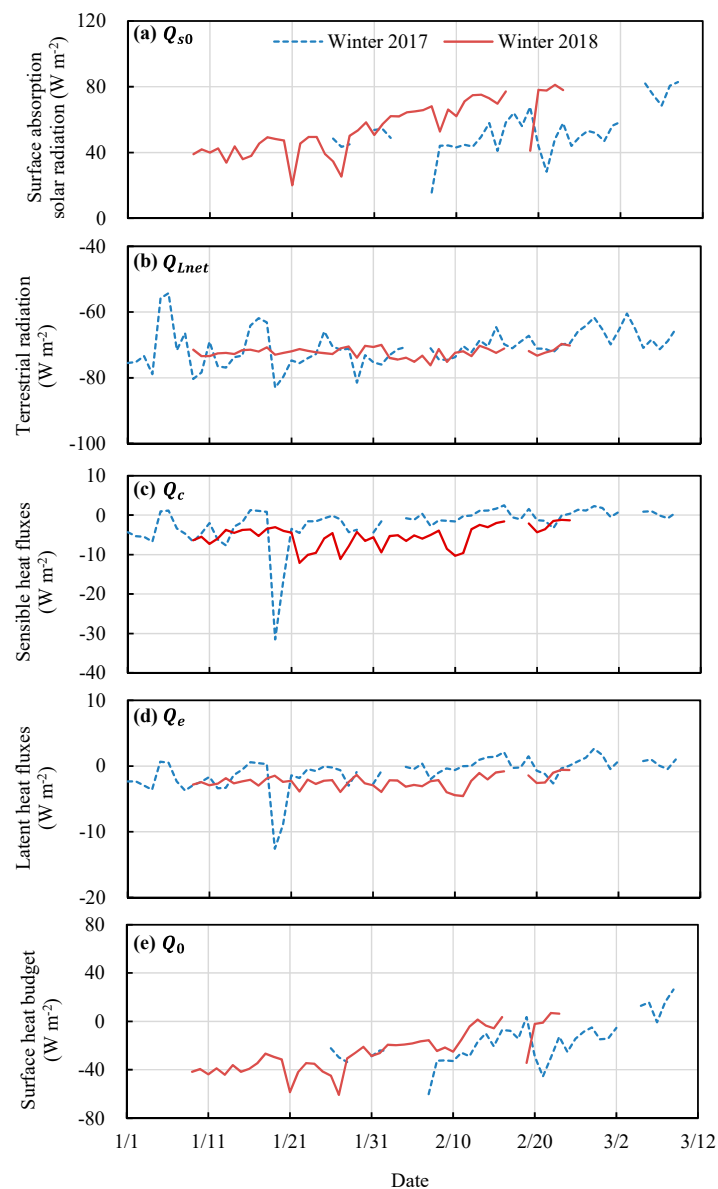 (a) Qs0
Winter 2017
Winter 2018
Surface absorption
solar radiation (W m-2)
120
80
40
0
(b) QLnet
Terrestrial radiation
(W m-2)
-40
-60
-80
-100
(c) Qc
Sensible heat fluxes
(W m-2)
10
0
-10
-20
-30
-40
(d) Qe
Latent heat fluxes
(W m-2)
10
0
-10
-20
(e) Q0
Surface heat budget
(W m-2)
80
40
0
-40
-80
1/1 1/11 1/21 1/31 2/10 2/20 3/2 3/12
Date